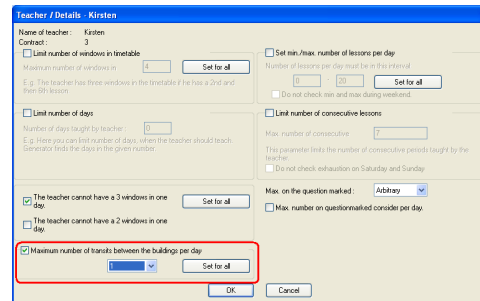 Teacher / Details - Kirsten
Name of teacher : Kirsten
Contract : 3
Limit number of windows in timetable
Maximum number of windows in 4 Set for all
E.g. The teacher has three windows in the timetable if he has a 2nd and
then 6th lesson
Set min./max. number of lessons per day
Number of lessons per day must be in this interval
0 - 20 Set for all
Do not check min and max during weekend.
Limit number of days
Number of days taught by teacher : 0
E.g. Here you can limit number of days, when the teacher should teach
Generator finds the days in the given number.
Limit number of consecutive lessons
Max. number of consecutive 7
This parameter limits the number of consecutive periods taught by the
teacher.
Do not check exhaustion on Saturday and Sunday
The teacher cannot have a 3 windows in one
day. Set for all
The teacher cannot have a 2 windows in one
day.
Max. on the question marked : Arbitrary
Max. number on questionmarked consider per day.
Maximum number of transits between the buildings per day
1 Set for all
OK Cancel